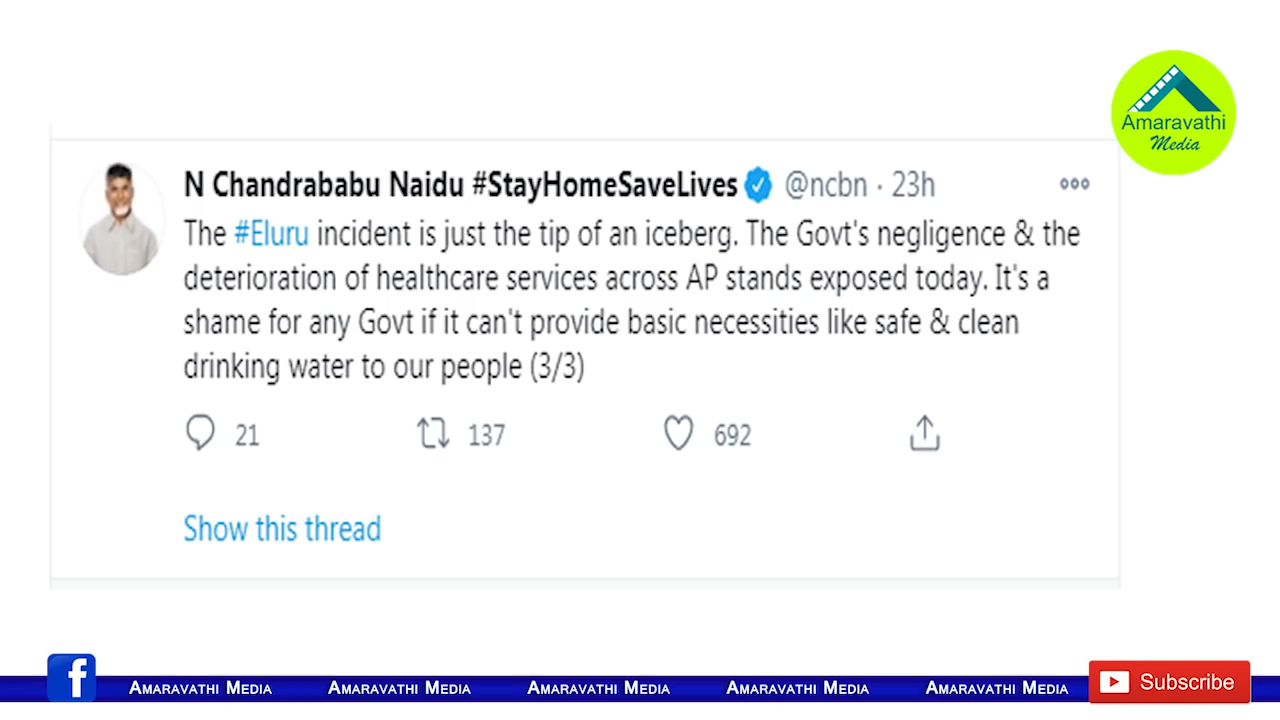 Amaravathi
Media
N Chandrababu Naidu #StayHomeSaveLives @ncbn · 23h
The #Eluru incident is just the tip of an iceberg. The Govt's negligence & the
deterioration of healthcare services across AP stands exposed today. It's a
shame for any Govt if it can't provide basic necessities like safe & clean
drinking water to our people (3/3)
21 137 692
Show this thread
f Amaravathi Media Amaravathi Media Amaravathi Media Amaravathi Media Amaravathi Media Subscribe